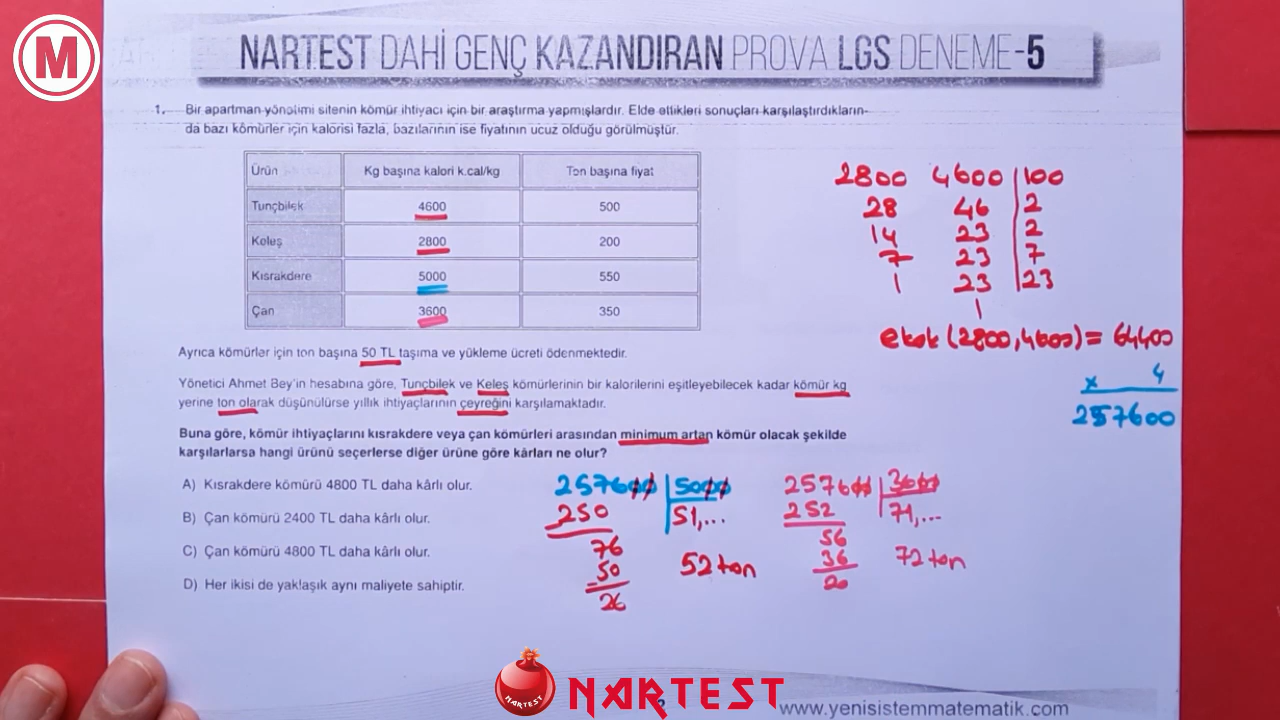 M
NARTEST DAHİ GENÇ KAZANDIRAN PROVA LGS DENEME-5
1. Bir apartman yönetimi sitenin kömür ihtiyacı için bir araştırma yapmışlardır. Elde ettikleri sonuçları karşılaştırdıkların-
da bazı kömürler için kalorisi fazla, bazılarının ise fiyatının ucuz olduğu görülmüştür.
Ürün Kg başına kalori k.cal/kg Ton başına fiyat
Tunçbilek 4600 500
Keleş 2800 200
Kısrakdere 5000 550
Çan 3600 350
Ayrıca kömürler için ton başına 50 TL taşıma ve yükleme ücreti ödenmektedir.
Yönetici Ahmet Bey'in hesabına göre, Tunçbilek ve Keleş kömürlerinin bir kalorilerini eşitleyebilecek kadar kömür kg
yerine ton olarak düşünülürse yıllık ihtiyaçlarının çeyreğini karşılamaktadır.
Buna göre, kömür ihtiyaçlarını kısrakdere veya çan kömürleri arasından minimum artan kömür olacak şekilde
karşılarlarsa hangi ürünü seçerlerse diğer ürüne göre kârları ne olur?
A) Kısrakdere kömürü 4800 TL daha kârlı olur.
B) Çan kömürü 2400 TL daha kârlı olur.
C) Çan kömürü 4800 TL daha kârlı olur.
D) Her ikisi de yaklaşık aynı maliyete sahiptir.
2800 4600 100
28 46 2
14 23 2
7 23 7
1 23 23
1
ekok (2800,4600) = 64400
x 4
257600
257600 5000
250 51,...
76
-50
26
52 ton
257600 3600
252 71,...
56
36
20
72 ton
NARTEST
NARTEST
www.yenisistemmatematik.com